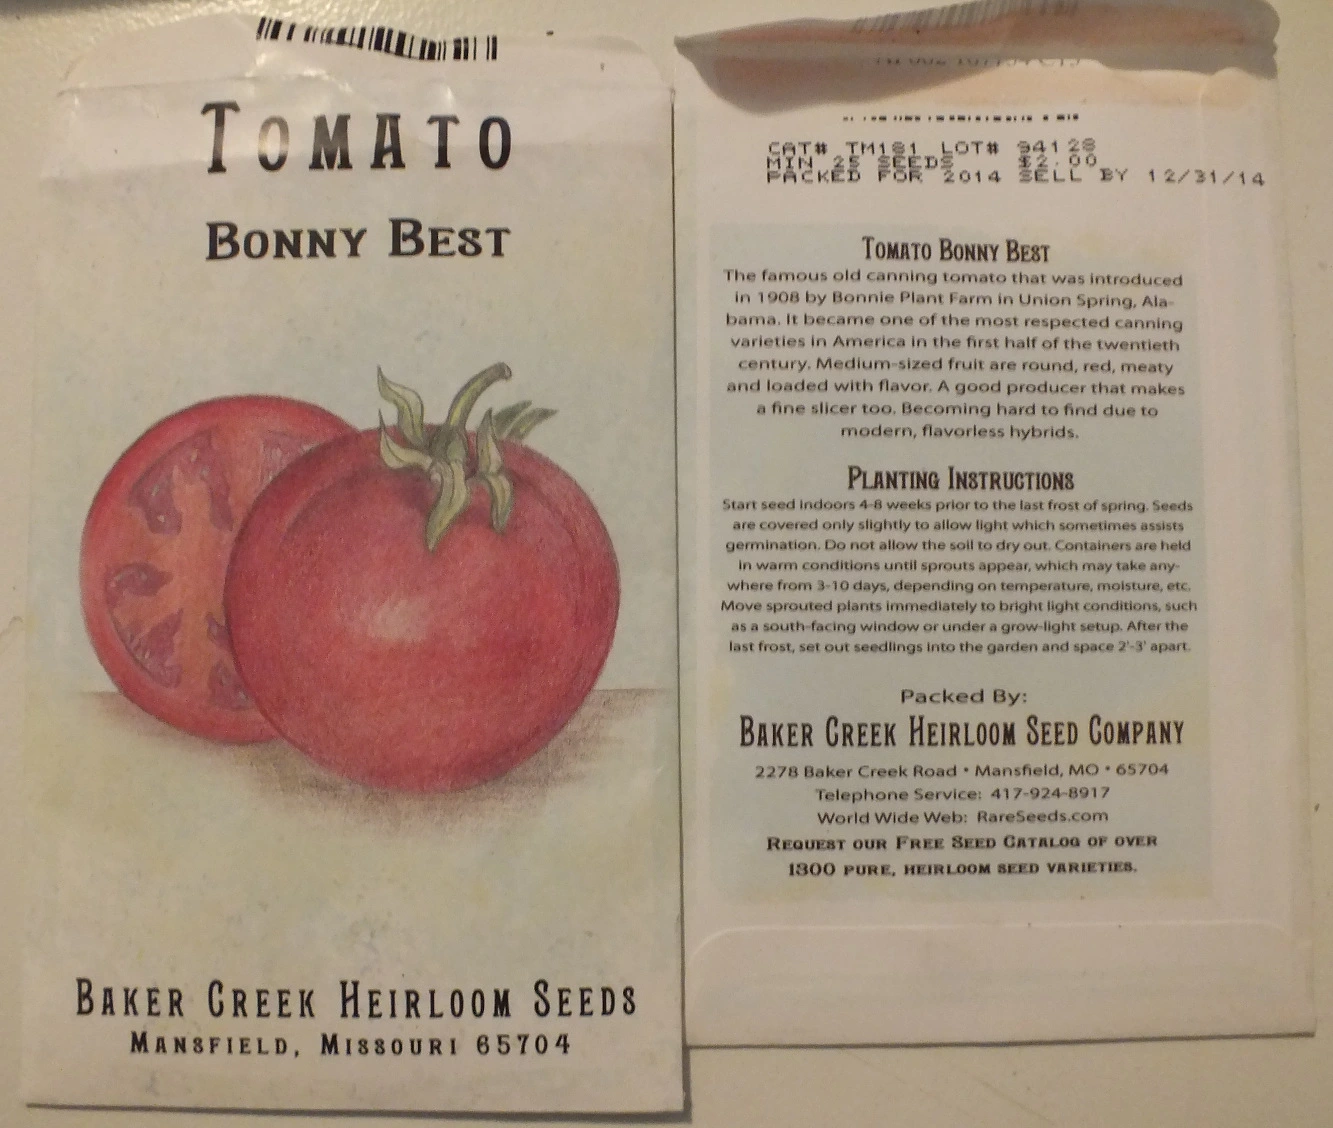 TOMATO
BONNY BEST
BAKER CREEK HEIRLOOM SEEDS
MANSFIELD, MISSOURI 65704
CAT# TM181 LOT# 94128
MIN 25 SEEDS $2.00
PACKED FOR 2014 SELL BY 12/31/14
TOMATO BONNY BEST
The famous old canning tomato that was introduced
in 1908 by Bonnie Plant Farm in Union Spring, Ala-
bama. It became one of the most respected canning
varieties in America in the first half of the twentieth
century. Medium-sized fruit are round, red, meaty
and loaded with flavor. A good producer that makes
a fine slicer too. Becoming hard to find due to
modern, flavorless hybrids.
PLANTING INSTRUCTIONS
Start seed indoors 4-8 weeks prior to the last frost of spring. Seeds
are covered only slightly to allow light which sometimes assists
germination. Do not allow the soil to dry out. Containers are held
in warm conditions until sprouts appear, which may take any-
where from 3-10 days, depending on temperature, moisture, etc.
Move sprouted plants immediately to bright light conditions, such
as a south-facing window or under a grow-light setup. After the
last frost, set out seedlings into the garden and space 2'-3' apart.
Packed By:
BAKER CREEK HEIRLOOM SEED COMPANY
2278 Baker Creek Road • Mansfield, MO • 65704
Telephone Service: 417-924-8917
World Wide Web: RareSeeds.com
REQUEST OUR FREE SEED CATALOG OF OVER
1300 PURE, HEIRLOOM SEED VARIETIES.